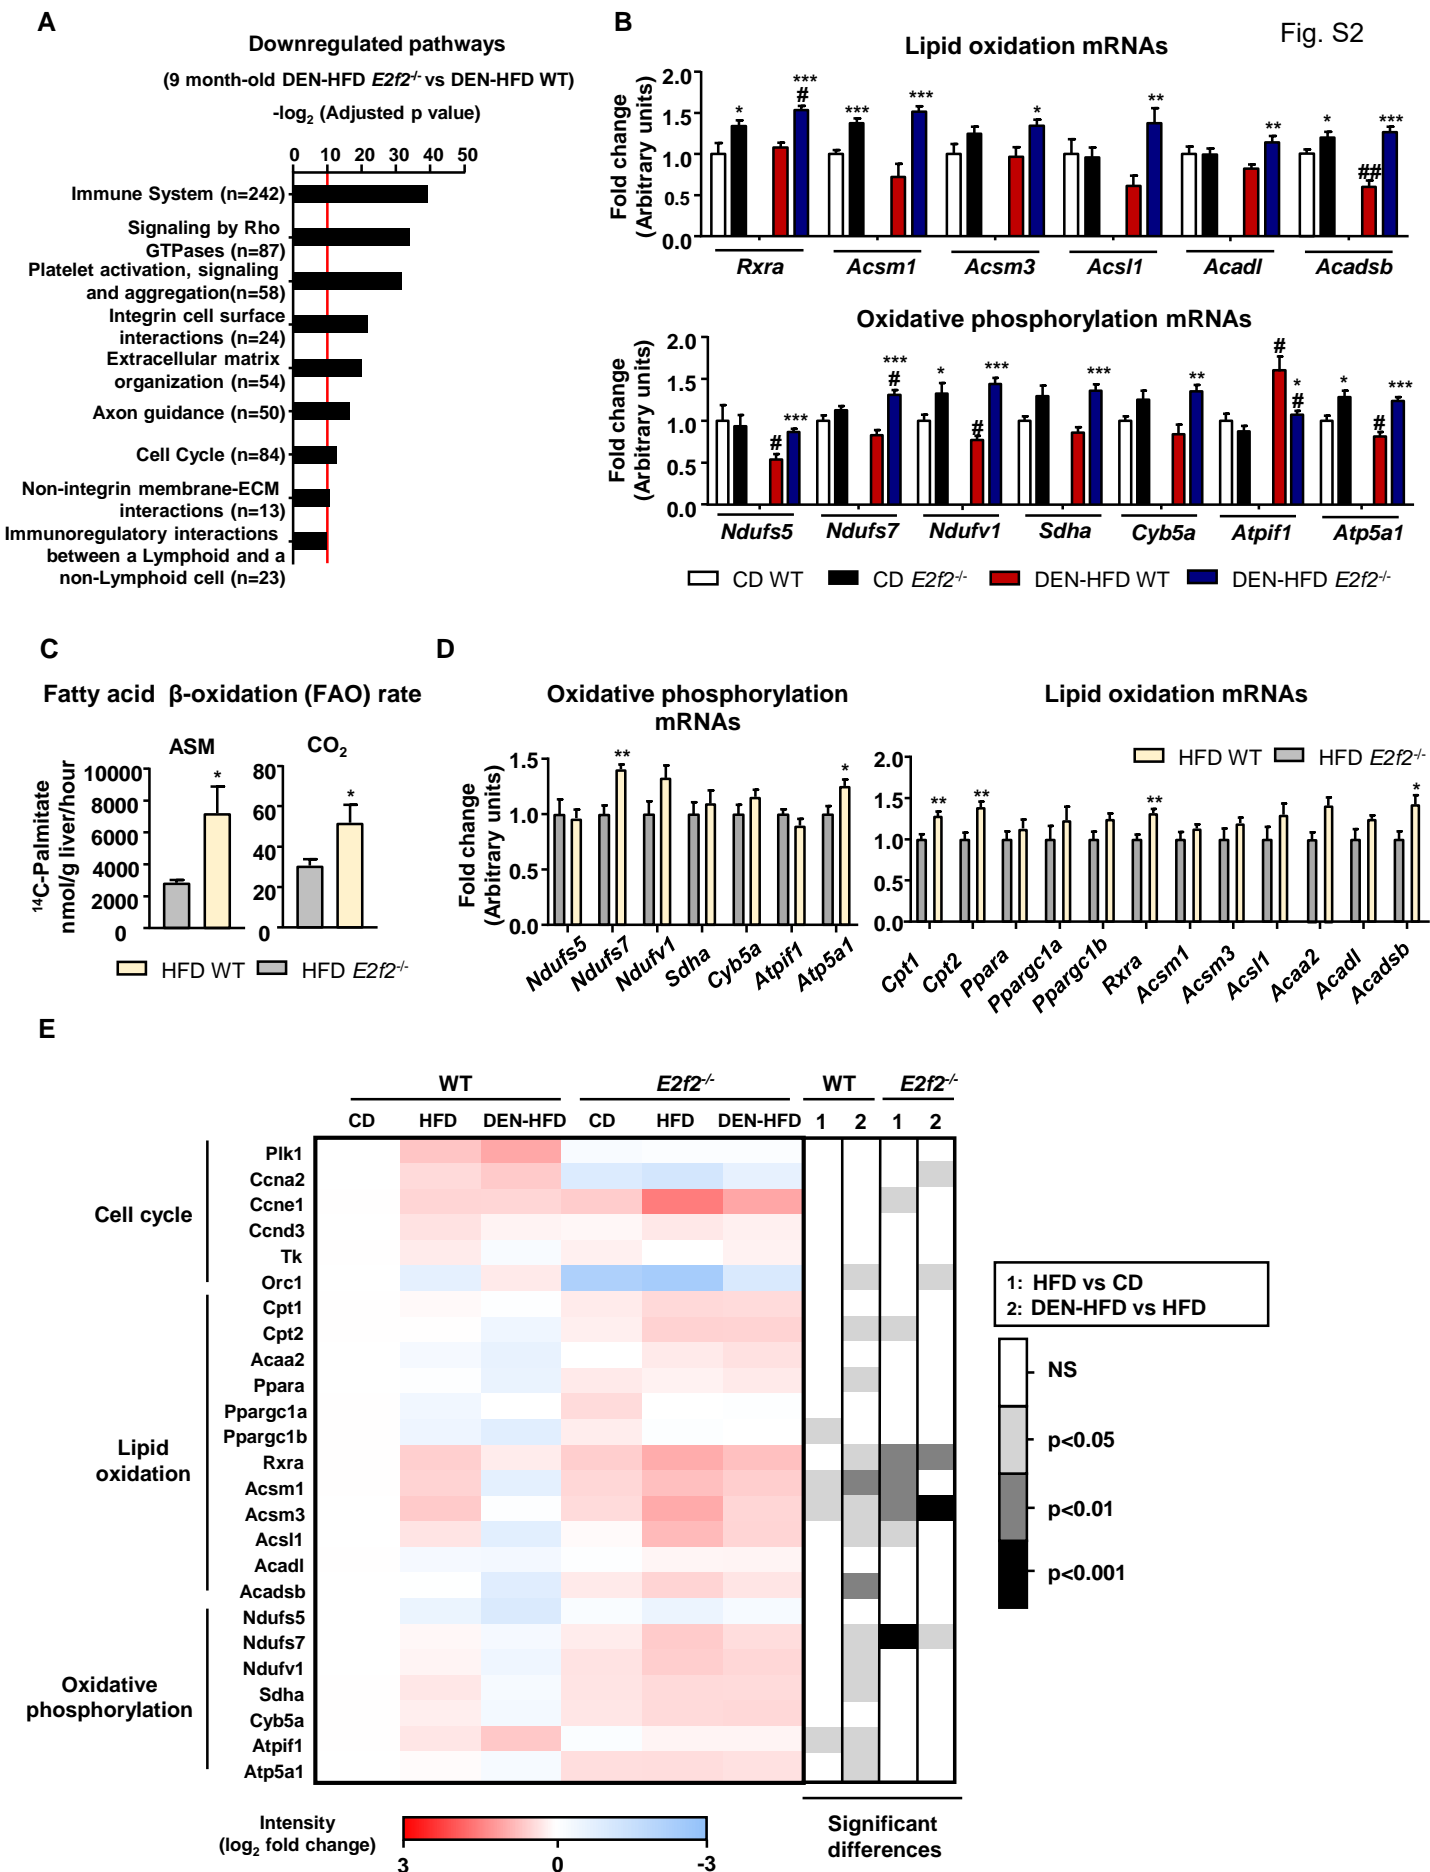 Fig. S2
A
Downregulated pathways
(9 month-old DEN-HFD E2f2-/- vs DEN-HFD WT)
-log2 (Adjusted p value)
0 10 20 30 40 50
Immune System (n=242)
Signaling by Rho
GTPases (n=87)
Platelet activation, signaling
and aggregation(n=58)
Integrin cell surface
interactions (n=24)
Extracellular matrix
organization (n=54)
Axon guidance (n=50)
Cell Cycle (n=84)
Non-integrin membrane-ECM
interactions (n=13)
Immunoregulatory interactions
between a Lymphoid and a
non-Lymphoid cell (n=23)
B
Lipid oxidation mRNAs
Fold change
(Arbitrary units)
2.0
1.5
1.0
0.5
0.0
* *** # *** *** * ** ** * ## ***
Rxra Acsm1 Acsm3 Acsl1 Acadl Acadsb
Oxidative phosphorylation mRNAs
Fold change
(Arbitrary units)
2.0
1.5
1.0
0.5
0.0
# *** *** # * # *** *** ** # * # * # ***
Ndufs5 Ndufs7 Ndufv1 Sdha Cyb5a Atpif1 Atp5a1
CD WT CD E2f2-/- DEN-HFD WT DEN-HFD E2f2-/-
C
Fatty acid β-oxidation (FAO) rate
14C-Palmitate
nmol/g liver/hour
ASM
10000
8000
6000
4000
2000
0
*
CO2
80
60
40
20
0
*
HFD WT HFD E2f2-/-
D
Oxidative phosphorylation
mRNAs
Fold change
(Arbitrary units)
1.5
1.0
0.5
0.0
** *
Ndufs5 Ndufs7 Ndufv1 Sdha Cyb5a Atpif1 Atp5a1
Lipid oxidation mRNAs
HFD WT HFD E2f2-/-
2.0
1.5
1.0
0.5
0.0
** ** ** *
Cpt1 Cpt2 Ppara Ppargc1a Ppargc1b Rxra Acsm1 Acsm3 Acsl1 Acaa2 Acadl Acadsb
E
WT E2f2-/- WT E2f2-/-
CD HFD DEN-HFD CD HFD DEN-HFD 1 2 1 2
Cell cycle
Plk1
Ccna2
Ccne1
Ccnd3
Tk
Orc1
Lipid
oxidation
Cpt1
Cpt2
Acaa2
Ppara
Ppargc1a
Ppargc1b
Rxra
Acsm1
Acsm3
Acsl1
Acadl
Acadsb
Oxidative
phosphorylation
Ndufs5
Ndufs7
Ndufv1
Sdha
Cyb5a
Atpif1
Atp5a1
1: HFD vs CD
2: DEN-HFD vs HFD
NS
p<0.05
p<0.01
p<0.001
Intensity
(log2 fold change)
3 0 -3
Significant
differences